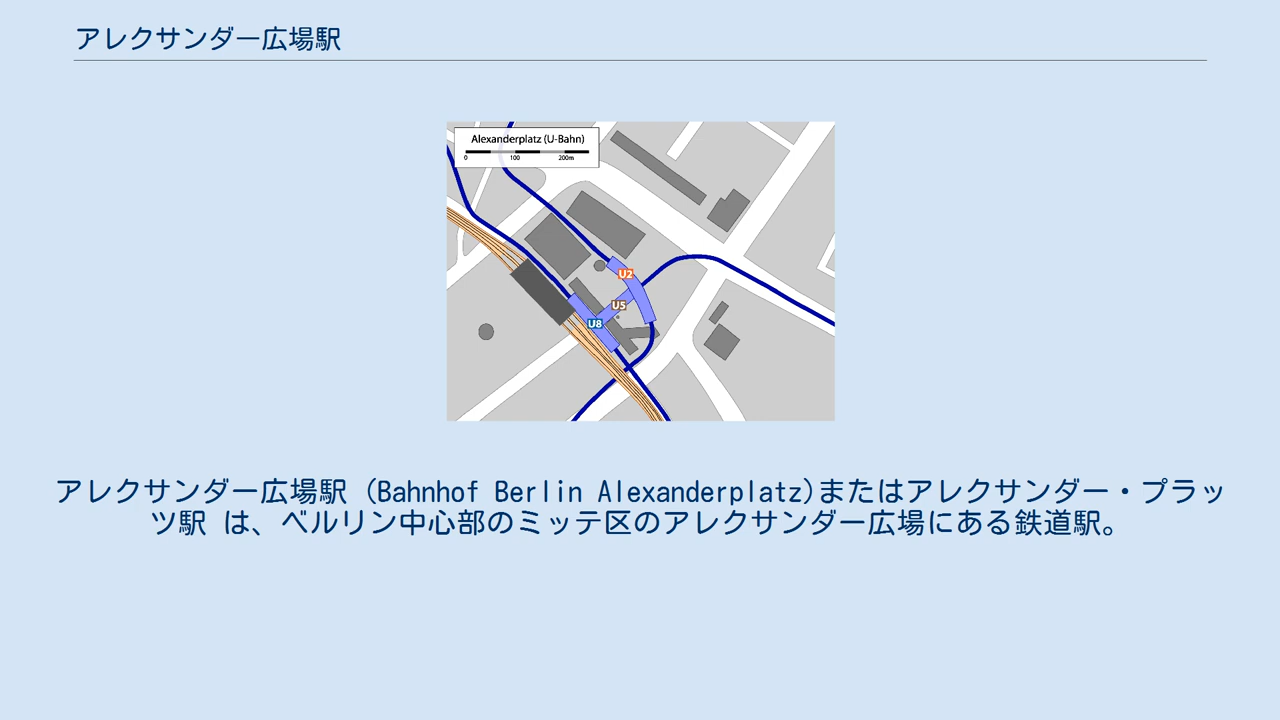 アレクサンダー広場駅
Alexanderplatz (U-Bahn)
0 100 200m
U2
U5
U8
アレクサンダー広場駅 (Bahnhof Berlin Alexanderplatz)またはアレクサンダー・プラッ
ツ駅 は、ベルリン中心部のミッテ区のアレクサンダー広場にある鉄道駅。